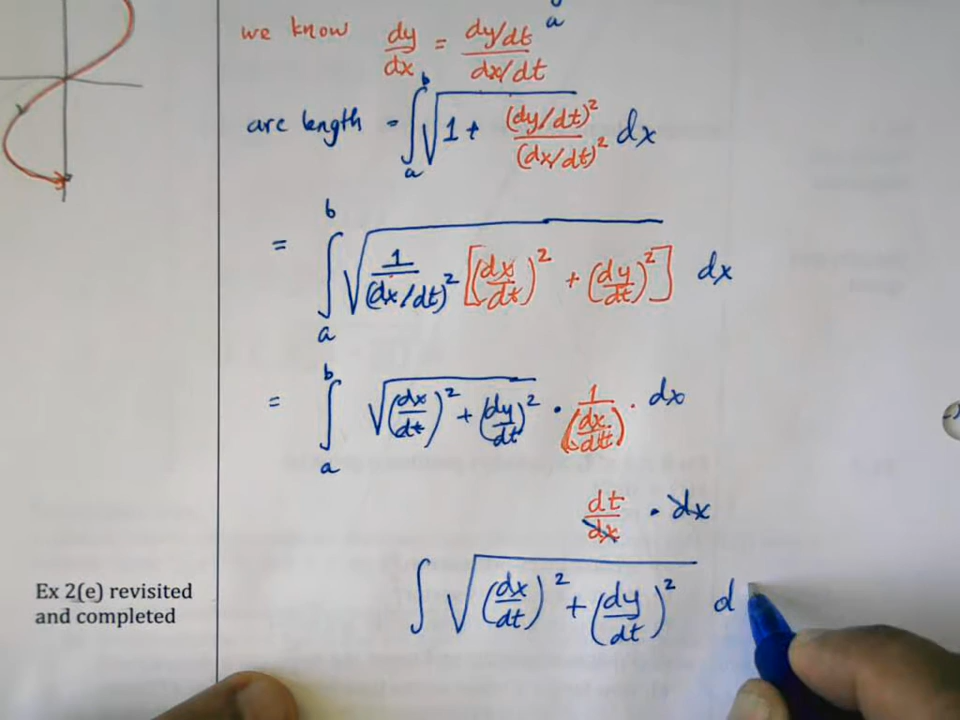 a
we know dy/dx = dy/dt / dx/dt
arc length = ∫_a^b √(1 + (dy/dt)²/(dx/dt)²) dx
= ∫_a^b √(1/(dx/dt)² [(dx/dt)² + (dy/dt)²]) dx
= ∫_a^b √((dx/dt)² + (dy/dt)²) · 1/(dx/dt) · dx
dt/dx · dx
Ex 2(e) revisited
and completed
∫ √((dx/dt)² + (dy/dt)²) d